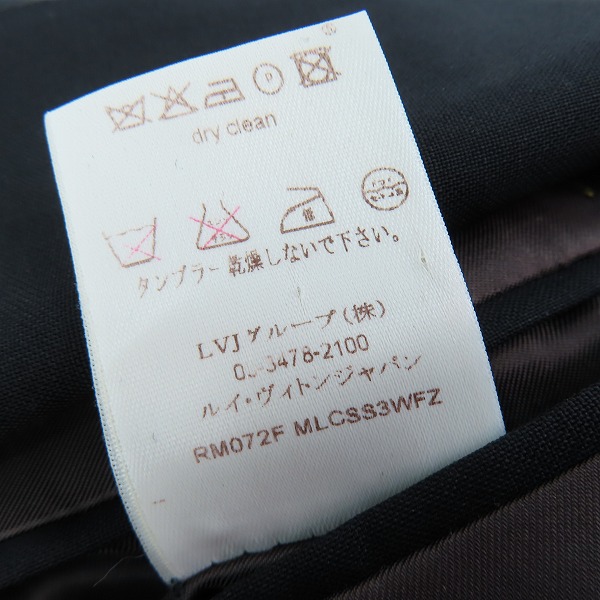 dry clean
タンブラー乾燥しないで下さい。
LVJグループ(株)
03-3478-2100
ルイ・ヴィトンジャパン
RM072F MLCSS3WFZ